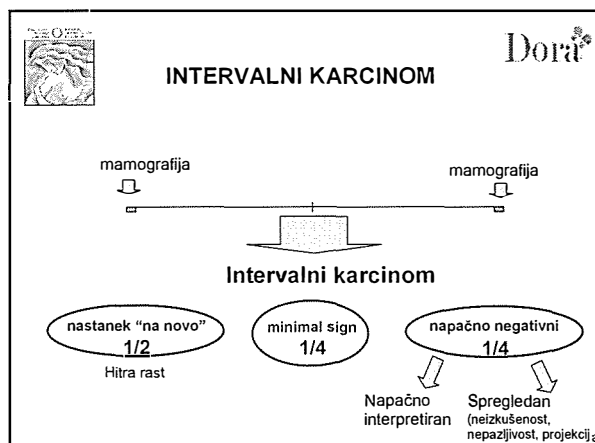 Dora
INTERVALNI KARCINOM
mamografija
mamografija
Intervalni karcinom
nastanek "na novo"
1/2
Hitra rast
minimal sign
1/4
napačno negativni
1/4
Napačno
interpretiran
Spregledan
(neizkušenost,
nepazljivost, projekcija